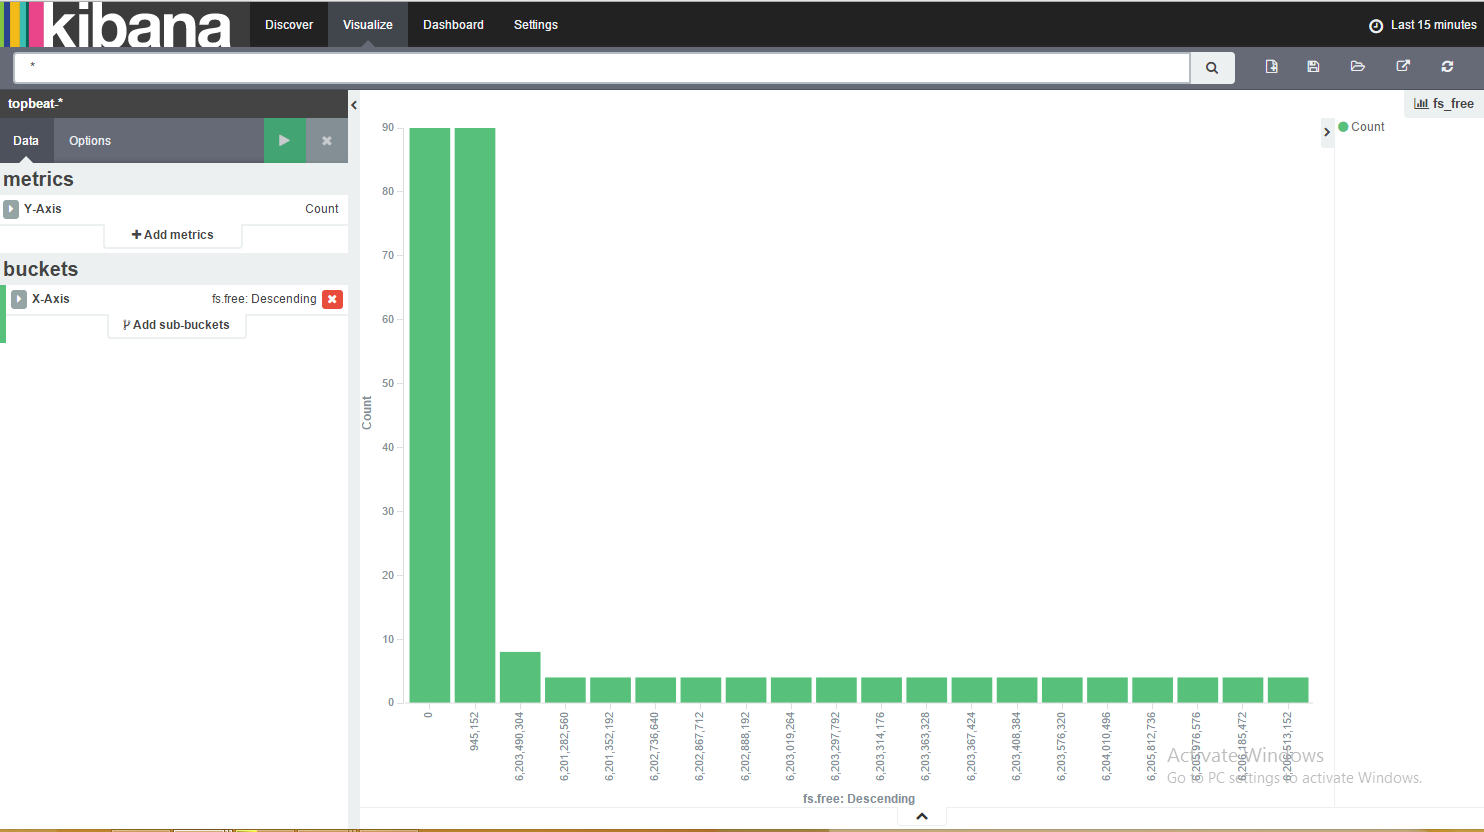 kibana Discover Visualize Dashboard Settings Last 15 minutes
*
topbeat-*
fs_free
Data Options
metrics
Y-Axis Count
Add metrics
buckets
X-Axis fs.free: Descending
Add sub-buckets
Count
90
80
70
60
50
40
30
20
10
0
Count
0
945,152
6,203,490,304
6,201,282,560
6,201,352,192
6,202,736,640
6,202,867,712
6,202,888,192
6,203,019,264
6,203,297,792
6,203,314,176
6,203,363,328
6,203,367,424
6,203,408,384
6,203,576,320
6,204,010,496
6,205,812,736
6,205,976,576
6,206,185,472
6,206,513,152
fs.free: Descending
Activate Windows
Go to PC settings to activate Windows.